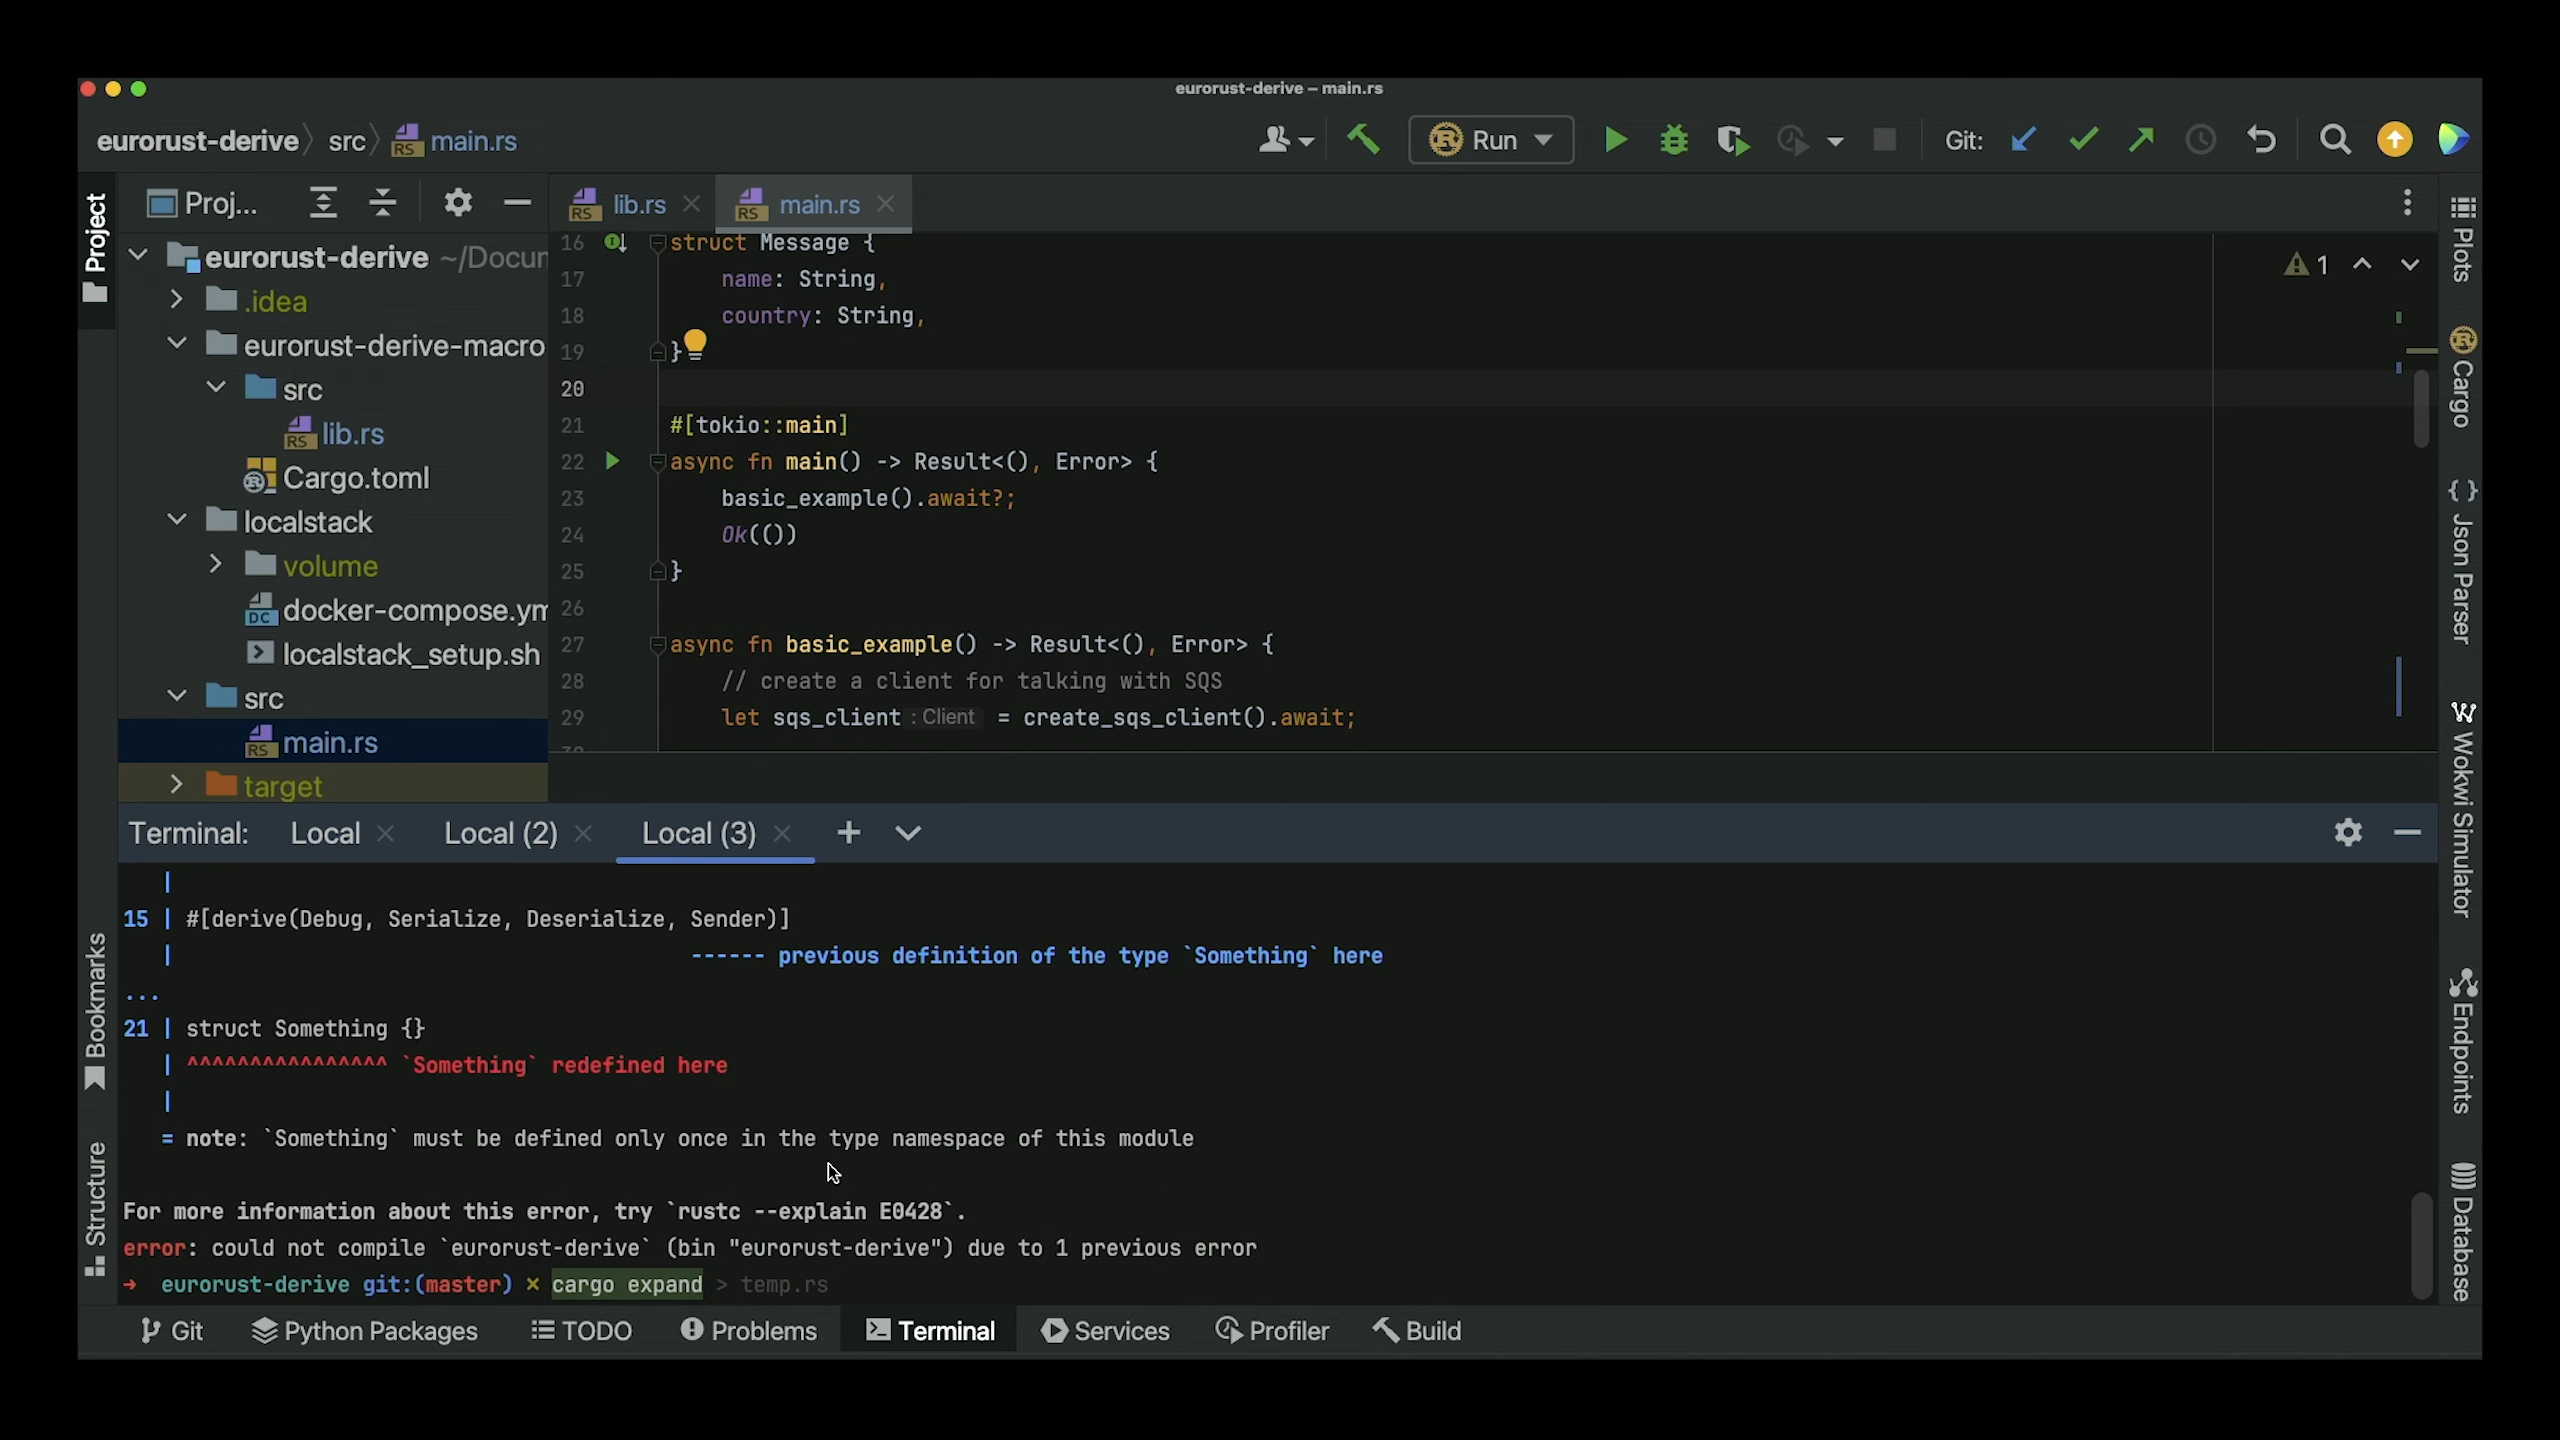 eurorust-derive – main.rs
eurorust-derive src main.rs
Run Git:
Project
Proj...
eurorust-derive ~/Docum
.idea
eurorust-derive-macro
src
lib.rs
Cargo.toml
localstack
volume
docker-compose.ym
localstack_setup.sh
src
main.rs
target
Bookmarks
Structure
lib.rs main.rs
1
16 struct Message {
17 name: String,
18 country: String,
19 }
20
21 #[tokio::main]
22 async fn main() -> Result<(), Error> {
23 basic_example().await?;
24 Ok(())
25 }
26
27 async fn basic_example() -> Result<(), Error> {
28 // create a client for talking with SQS
29 let sqs_client : Client = create_sqs_client().await;
Plots
Cargo
Json Parser
Wokwi Simulator
Endpoints
Database
Terminal: Local Local (2) Local (3)
|
15 | #[derive(Debug, Serialize, Deserialize, Sender)]
| ------ previous definition of the type `Something` here
...
21 | struct Something {}
| ^^^^^^^^^^^^^^^^ `Something` redefined here
|
= note: `Something` must be defined only once in the type namespace of this module
For more information about this error, try `rustc --explain E0428`.
error: could not compile `eurorust-derive` (bin "eurorust-derive") due to 1 previous error
→ eurorust-derive git:(master) × cargo expand > temp.rs
Git Python Packages TODO Problems Terminal Services Profiler Build